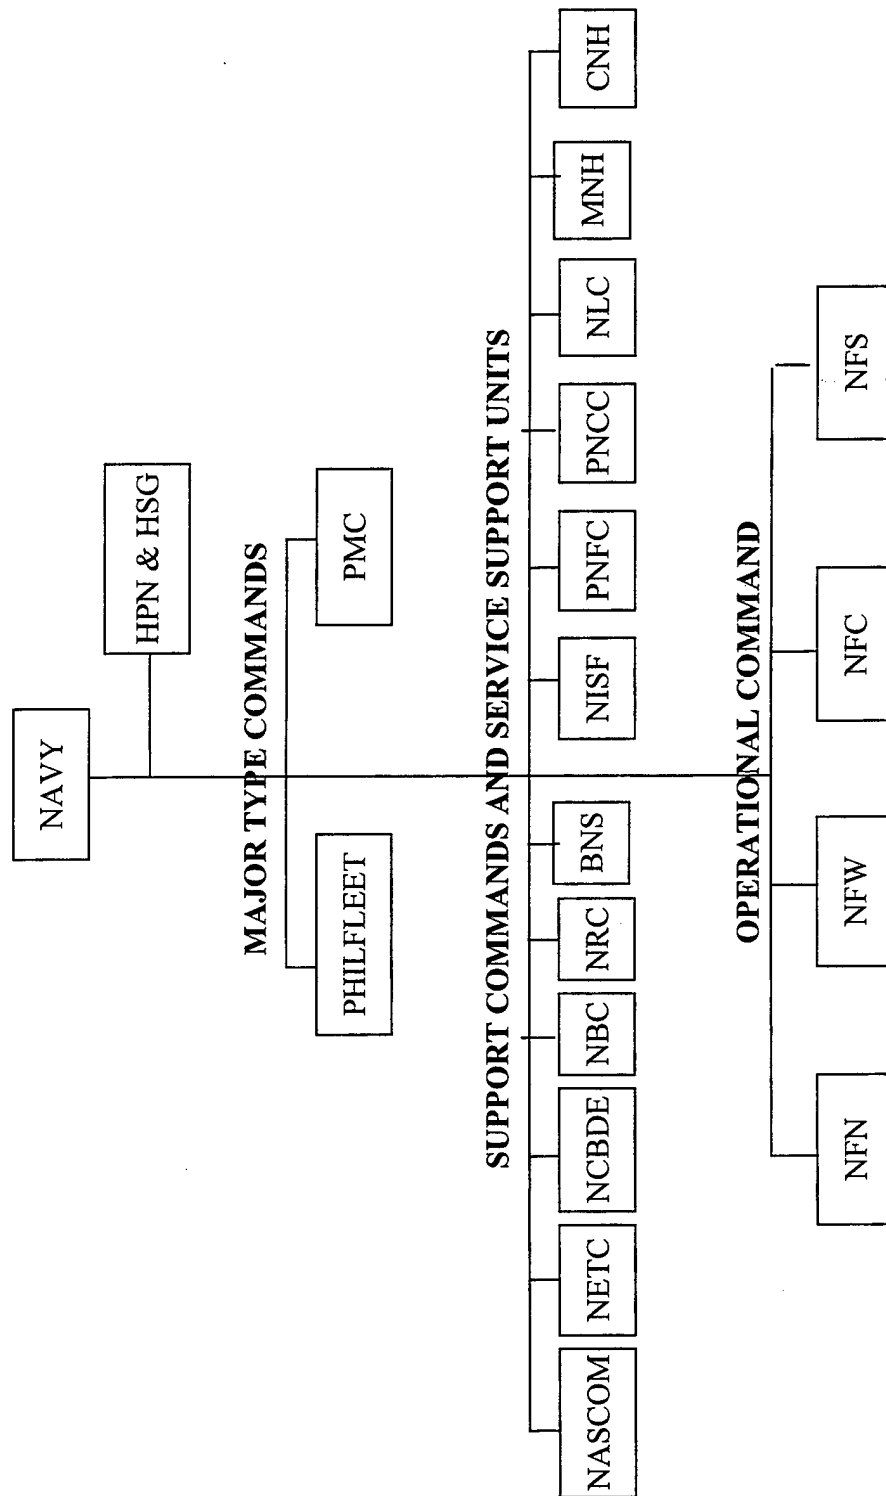 NAVY
HPN & HSG
MAJOR TYPE COMMANDS
PHILFLEET
PMC
SUPPORT COMMANDS AND SERVICE SUPPORT UNITS
NASCOM
NETC
NCBDE
NBC
NRC
BNS
NISF
PNFC
PNCC
NLC
MNH
CNH
OPERATIONAL COMMAND
NFN
NFW
NFC
NFS